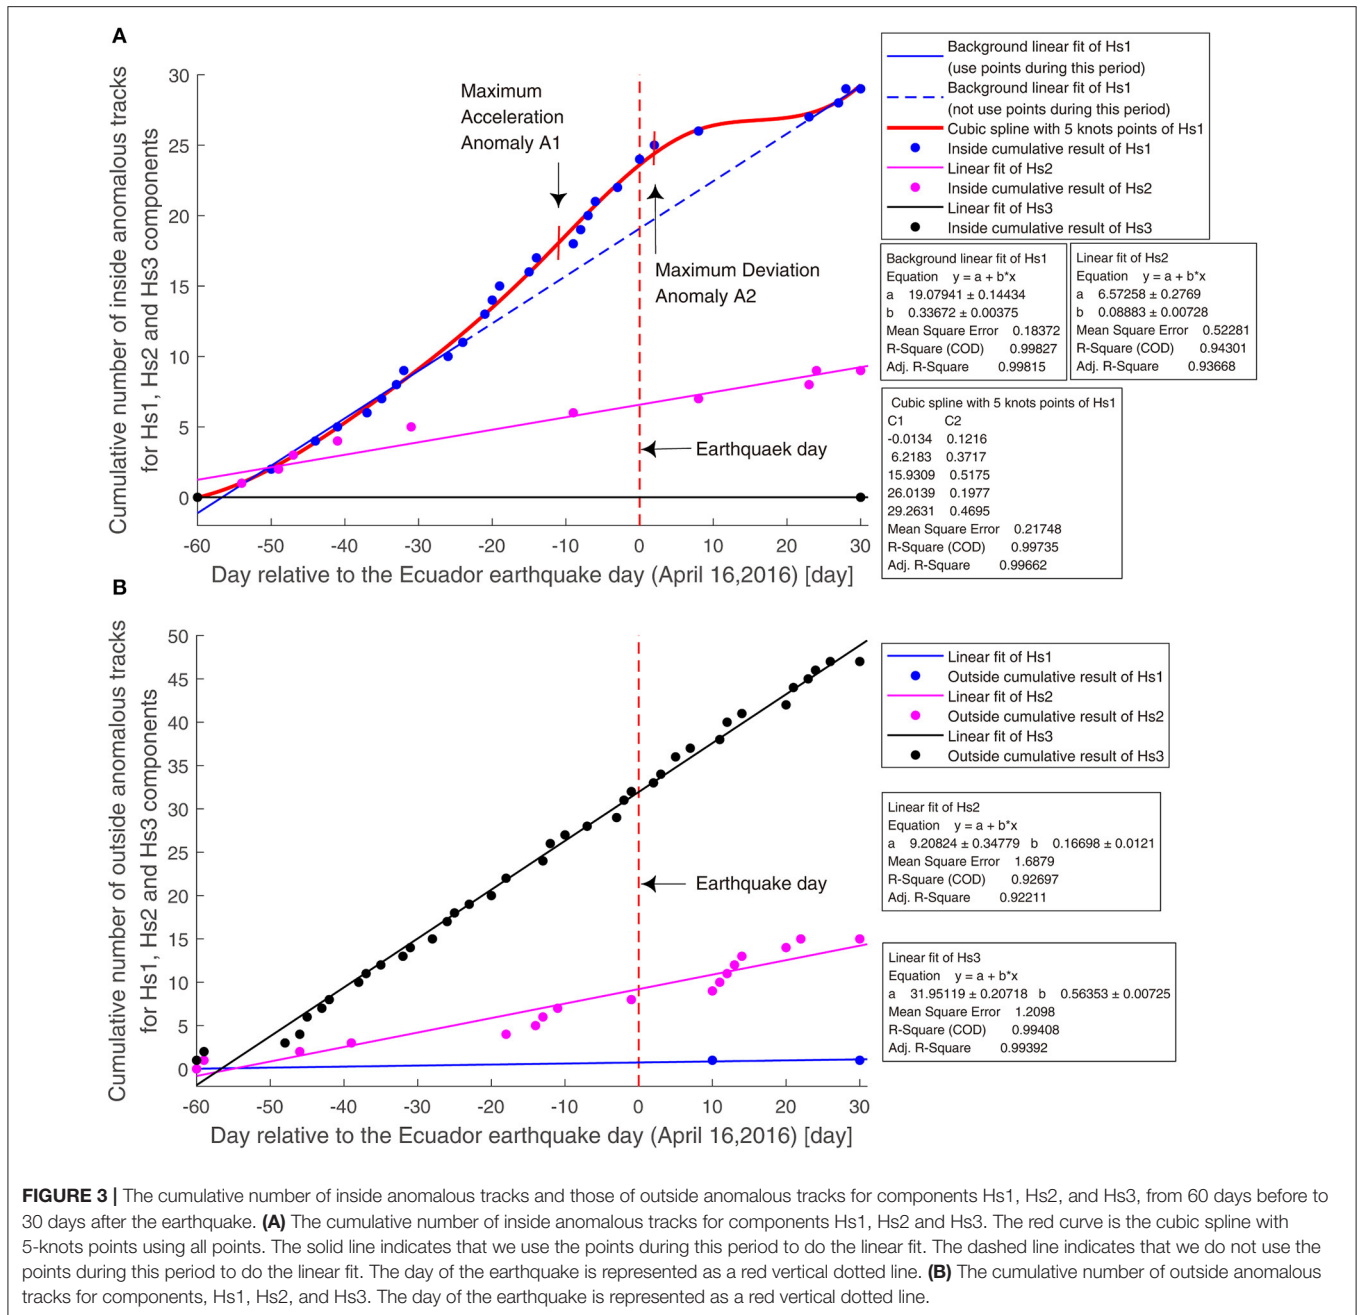 A
Cumulative number of inside anomalous tracks
for Hs1, Hs2 and Hs3 components
30
25
20
15
10
5
0
Maximum
Acceleration
Anomaly A1
Maximum Deviation
Anomaly A2
Earthquaek day
-60 -50 -40 -30 -20 -10 0 10 20 30
Day relative to the Ecuador earthquake day (April 16,2016) [day]
Background linear fit of Hs1
(use points during this period)
Background linear fit of Hs1
(not use points during this period)
Cubic spline with 5 knots points of Hs1
Inside cumulative result of Hs1
Linear fit of Hs2
Inside cumulative result of Hs2
Linear fit of Hs3
Inside cumulative result of Hs3
Background linear fit of Hs1
Equation y = a + b*x
a 19.07941 ± 0.14434
b 0.33672 ± 0.00375
Mean Square Error 0.18372
R-Square (COD) 0.99827
Adj. R-Square 0.99815
Linear fit of Hs2
Equation y = a + b*x
a 6.57258 ± 0.2769
b 0.08883 ± 0.00728
Mean Square Error 0.52281
R-Square (COD) 0.94301
Adj. R-Square 0.93668
Cubic spline with 5 knots points of Hs1
C1 C2
-0.0134 0.1216
6.2183 0.3717
15.9309 0.5175
26.0139 0.1977
29.2631 0.4695
Mean Square Error 0.21748
R-Square (COD) 0.99735
Adj. R-Square 0.99662
B
Cumulative number of outside anomalous tracks
for Hs1, Hs2 and Hs3 components
50
45
40
35
30
25
20
15
10
5
0
Earthquake day
-60 -50 -40 -30 -20 -10 0 10 20 30
Day relative to the Ecuador earthquake day (April 16,2016) [day]
Linear fit of Hs1
Outside cumulative result of Hs1
Linear fit of Hs2
Outside cumulative result of Hs2
Linear fit of Hs3
Outside cumulative result of Hs3
Linear fit of Hs2
Equation y = a + b*x
a 9.20824 ± 0.34779 b 0.16698 ± 0.0121
Mean Square Error 1.6879
R-Square (COD) 0.92697
Adj. R-Square 0.92211
Linear fit of Hs3
Equation y = a + b*x
a 31.95119 ± 0.20718 b 0.56353 ± 0.00725
Mean Square Error 1.2098
R-Square (COD) 0.99408
Adj. R-Square 0.99392
FIGURE 3 | The cumulative number of inside anomalous tracks and those of outside anomalous tracks for components Hs1, Hs2, and Hs3, from 60 days before to
30 days after the earthquake. (A) The cumulative number of inside anomalous tracks for components Hs1, Hs2 and Hs3. The red curve is the cubic spline with
5-knots points using all points. The solid line indicates that we use the points during this period to do the linear fit. The dashed line indicates that we do not use the
points during this period to do the linear fit. The day of the earthquake is represented as a red vertical dotted line. (B) The cumulative number of outside anomalous
tracks for components, Hs1, Hs2, and Hs3. The day of the earthquake is represented as a red vertical dotted line.